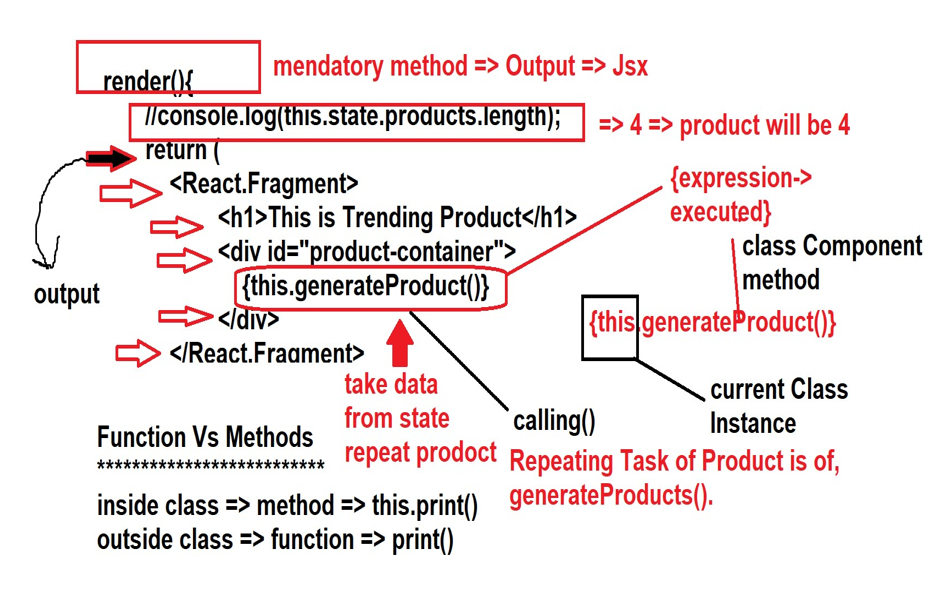 render(){
mendatory method => Output => Jsx
//console.log(this.state.products.length);
=> 4 => product will be 4
return (
<React.Fragment>
{expression->
executed}
<h1>This is Trending Product</h1>
<div id="product-container">
class Component
method
{this.generateProduct()}
output
</div>
{this.generateProduct()}
</React.Fragment>
take data
from state
repeat prodoct
current Class
Instance
calling()
Function Vs Methods
**************************
Repeating Task of Product is of,
generateProducts().
inside class => method => this.print()
outside class => function => print()